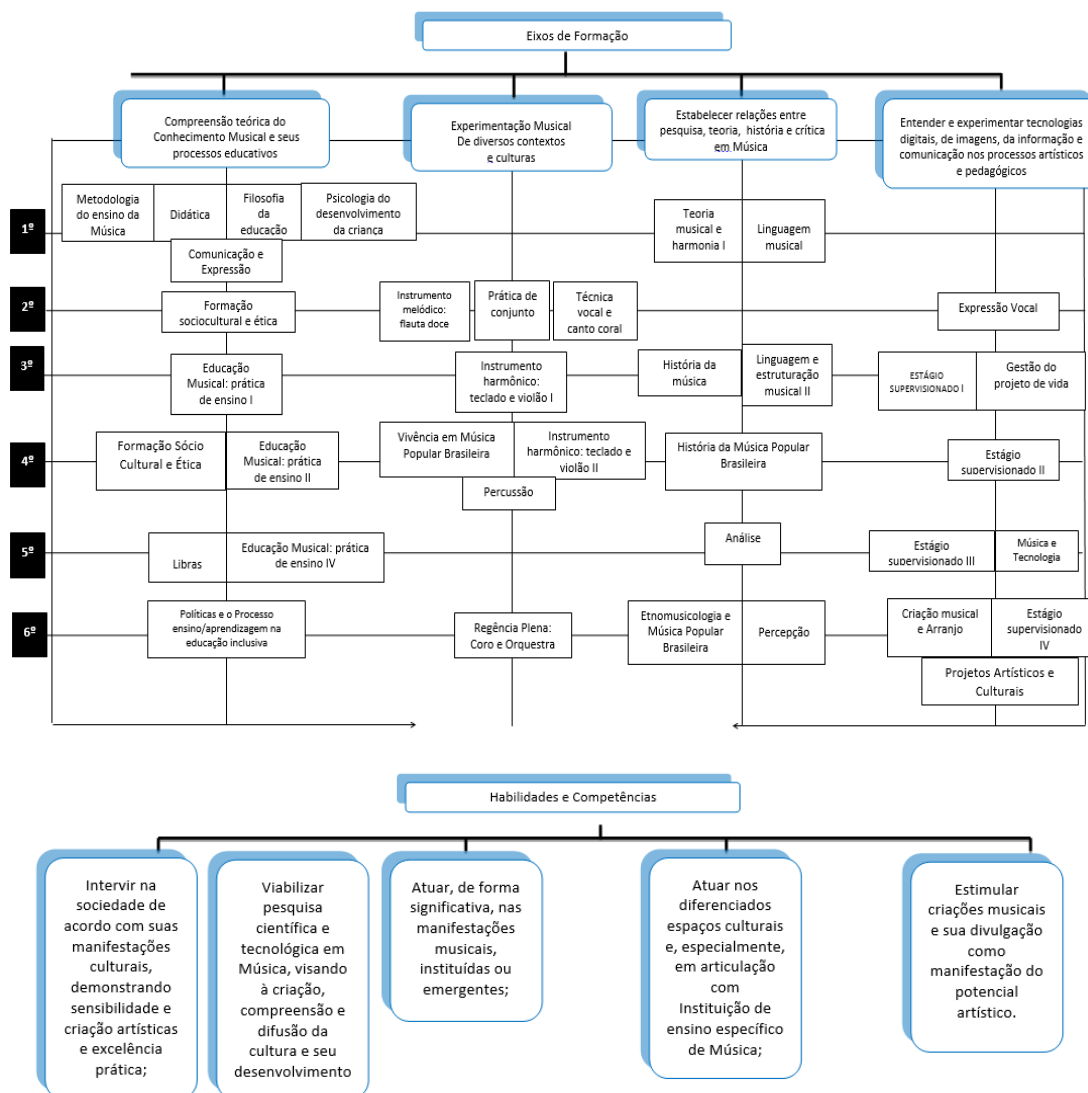 Eixos de Formação
Compreensão teórica do
Conhecimento Musical e seus
processos educativos
Experimentação Musical
De diversos contextos
e culturas
Estabelecer relações entre
pesquisa, teoria, história e crítica
em Música
Entender e experimentar tecnologias
digitais, de imagens, da informação e
comunicação nos processos artísticos
e pedagógicos
1º
Metodologia
do ensino da
Música
Didática
Filosofia
da
educação
Psicologia do
desenvolvimento
da criança
Teoria
musical e
harmonia I
Linguagem
musical
Comunicação e
Expressão
2º
Formação
sociocultural e ética
Instrumento
melódico:
flauta doce
Prática de
conjunto
Técnica
vocal e
canto coral
Expressão Vocal
3º
Educação
Musical: prática
de ensino I
Instrumento
harmônico:
teclado e violão I
História da
música
Linguagem e
estruturação
musical II
ESTÁGIO
SUPERVISIONADO I
Gestão do
projeto de vida
4º
Formação Sócio
Cultural e Ética
Educação
Musical: prática
de ensino II
Vivência em Música
Popular Brasileira
Instrumento
harmônico: teclado e
violão II
Percussão
História da Música Popular
Brasileira
Estágio
supervisionado II
5º
Libras
Educação Musical: prática
de ensino IV
Análise
Estágio
supervisionado III
Música e
Tecnologia
6º
Políticas e o Processo
ensino/aprendizagem na
educação inclusiva
Regência Plena:
Coro e Orquestra
Etnomusicologia e
Música Popular
Brasileira
Percepção
Criação musical
e Arranjo
Estágio
supervisionado
IV
Projetos Artísticos e
Culturais
Habilidades e Competências
Intervir na
sociedade de
acordo com suas
manifestações
culturais,
demonstrando
sensibilidade e
criação artísticas
e excelência
prática;
Viabilizar
pesquisa
científica e
tecnológica em
Música, visando
à criação,
compreensão e
difusão da
cultura e seu
desenvolvimento
Atuar, de forma
significativa, nas
manifestações
musicais,
instituídas ou
emergentes;
Atuar nos
diferenciados
espaços culturais
e, especialmente,
em articulação
com
Instituição de
ensino específico
de Música;
Estimular
criações musicais
e sua divulgação
como
manifestação do
potencial
artístico.